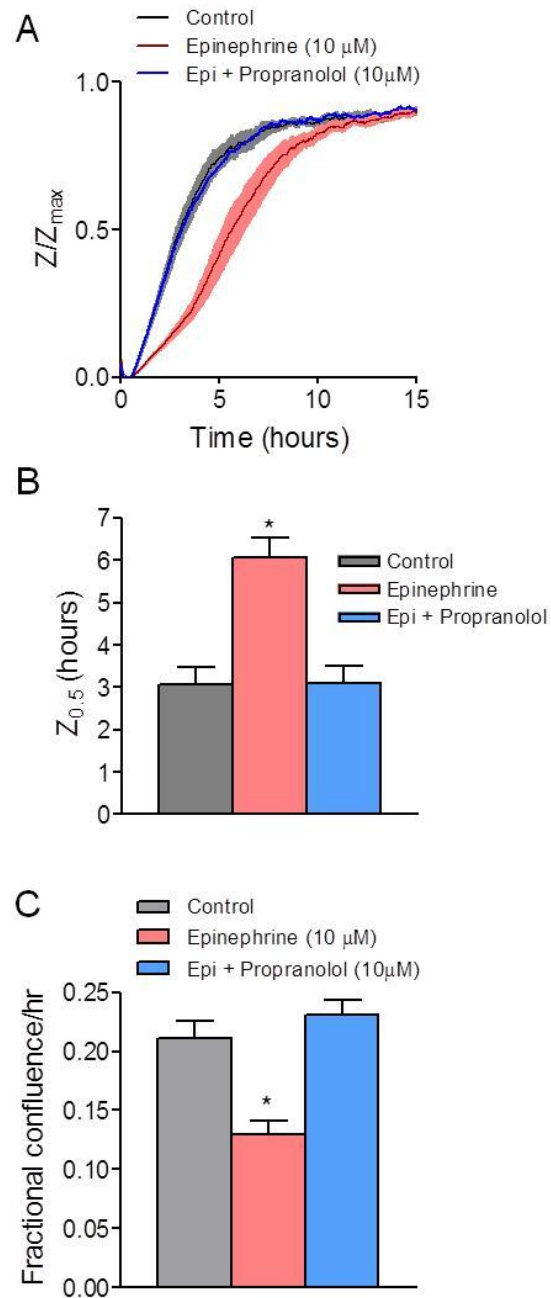 A
Control
Epinephrine (10 μM)
Epi + Propranolol (10μM)
1.0
0.5
0.0
Z/Zmax
0 5 10 15
Time (hours)
B
7
6
5
4
3
2
1
0
Z0.5 (hours)
*
Control
Epinephrine
Epi + Propranolol
C
Control
Epinephrine (10 μM)
Epi + Propranolol (10μM)
0.25
0.20
0.15
0.10
0.05
0.00
Fractional confluence/hr
*